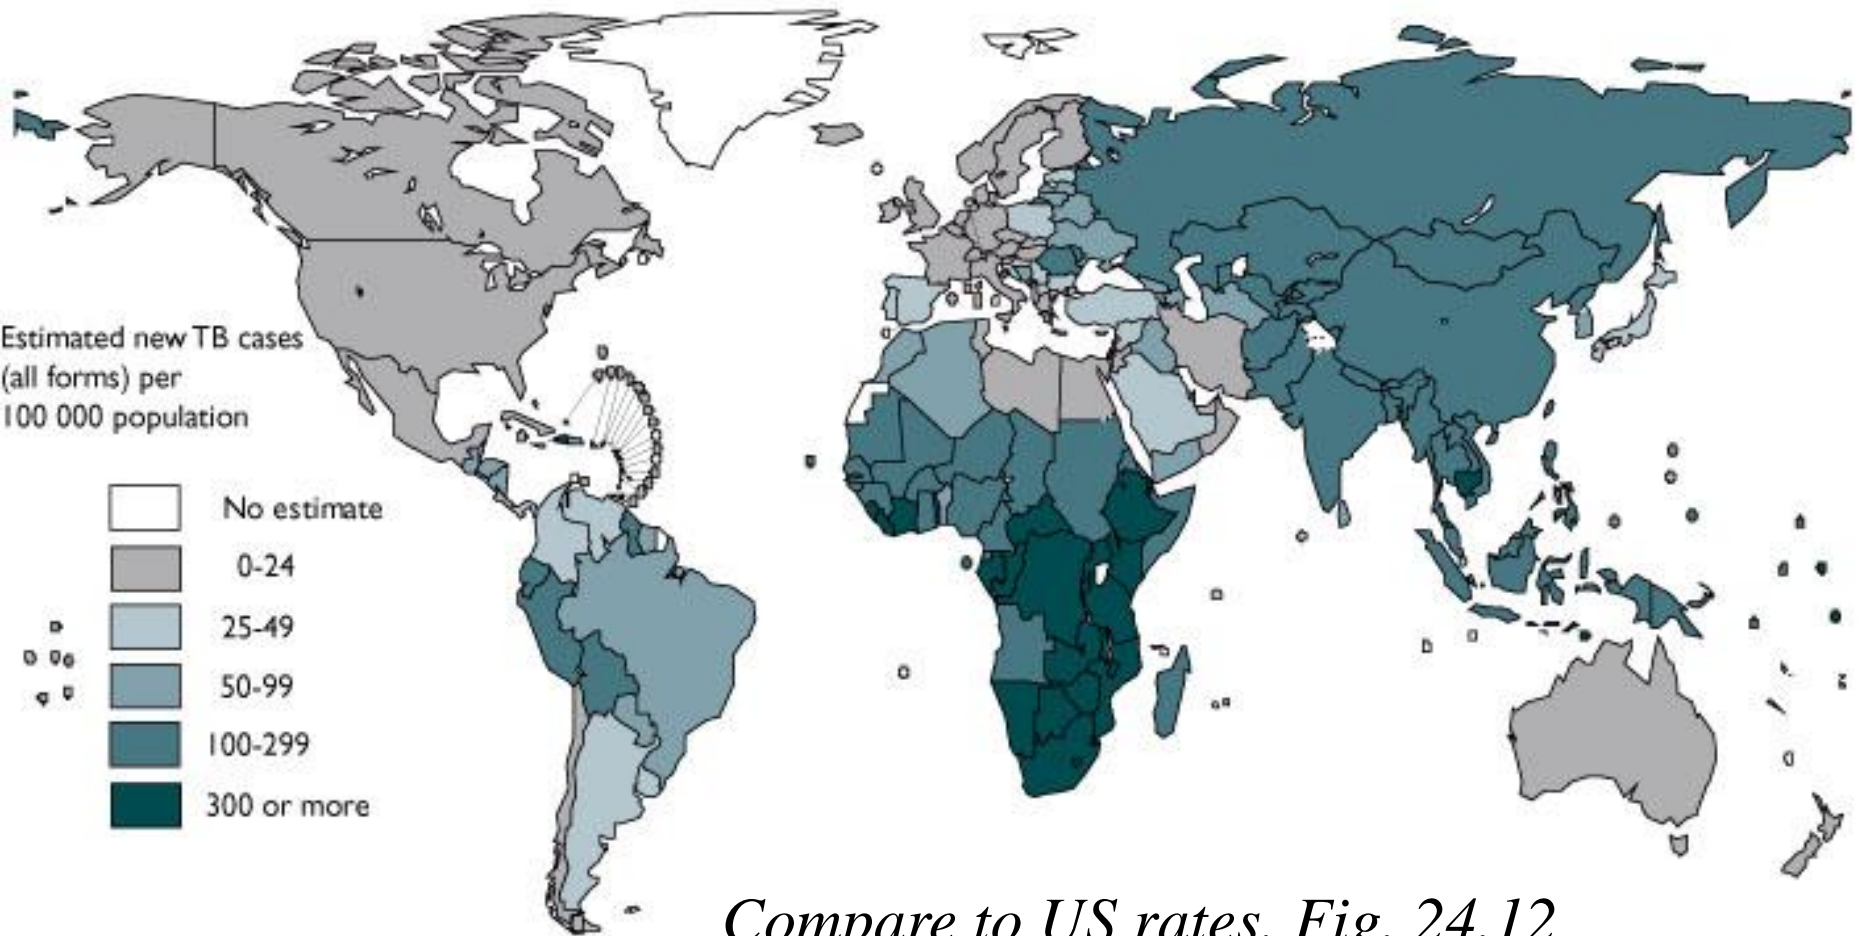 Estimated new TB cases
(all forms) per
100 000 population
No estimate
0-24
25-49
50-99
100-299
300 or more
Compare to US rates, Fig. 24.12